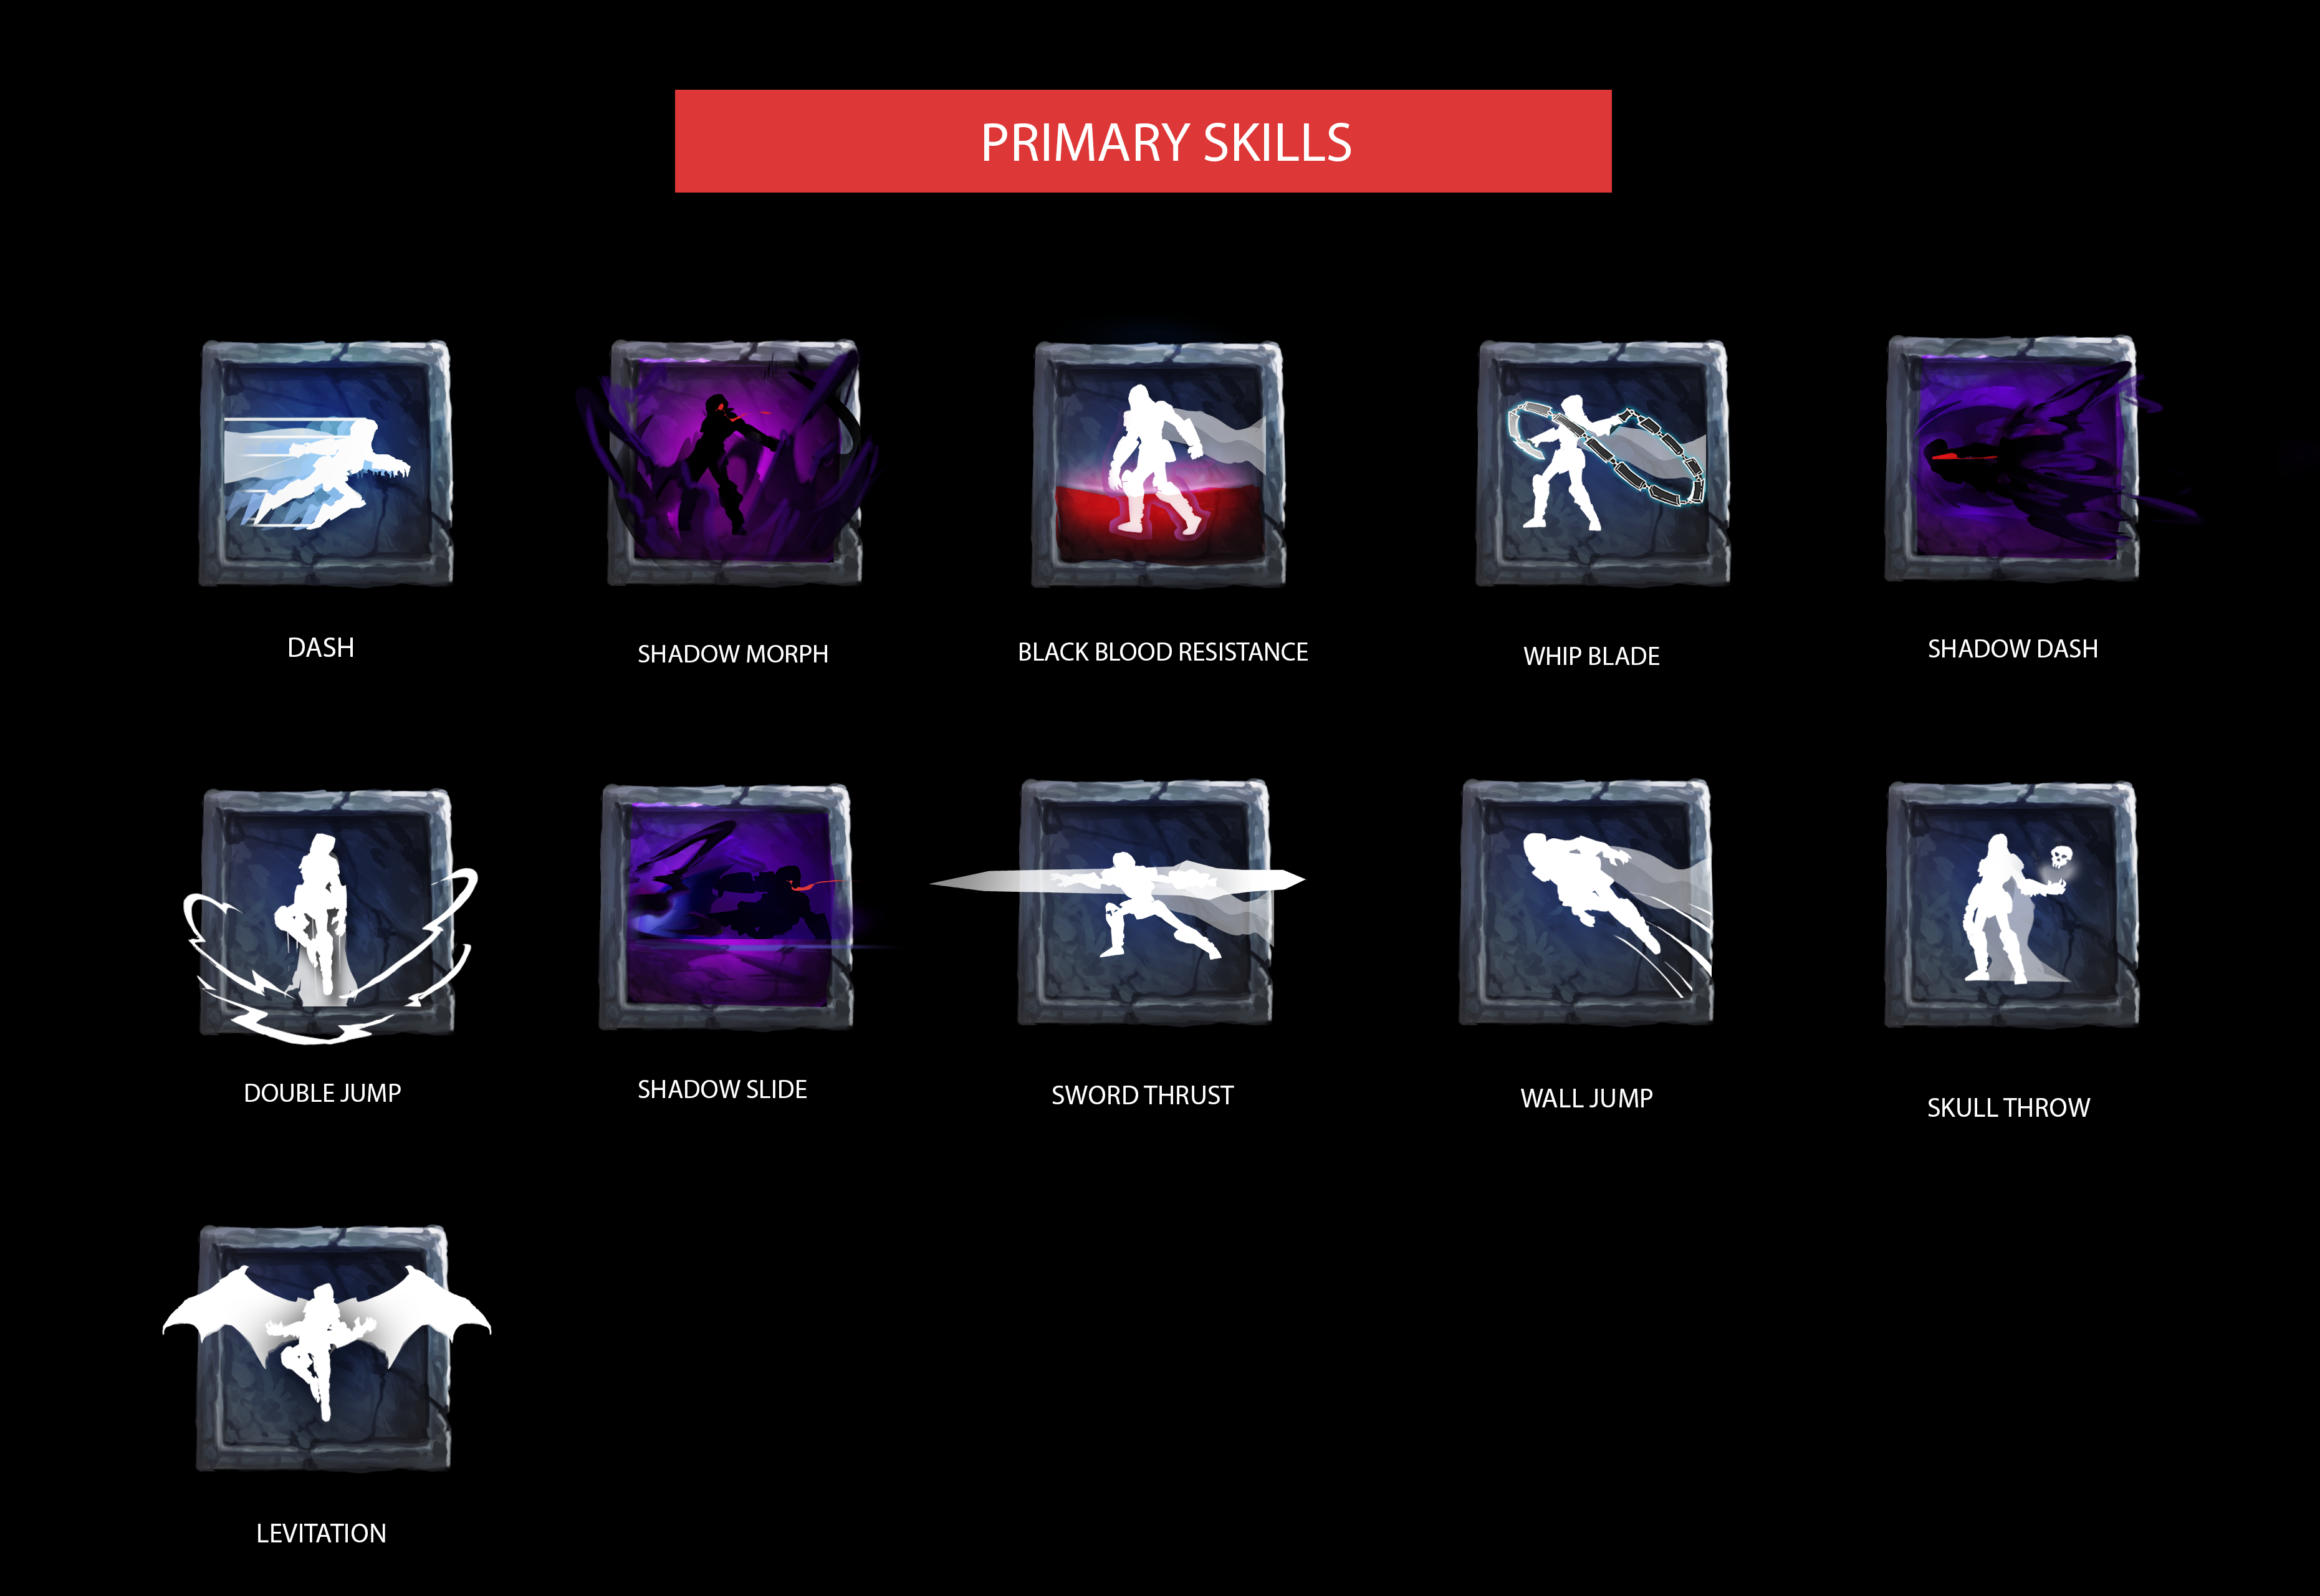 PRIMARY SKILLS
DASH
SHADOW MORPH
BLACK BLOOD RESISTANCE
WHIP BLADE
SHADOW DASH
DOUBLE JUMP
SHADOW SLIDE
SWORD THRUST
WALL JUMP
SKULL THROW
LEVITATION